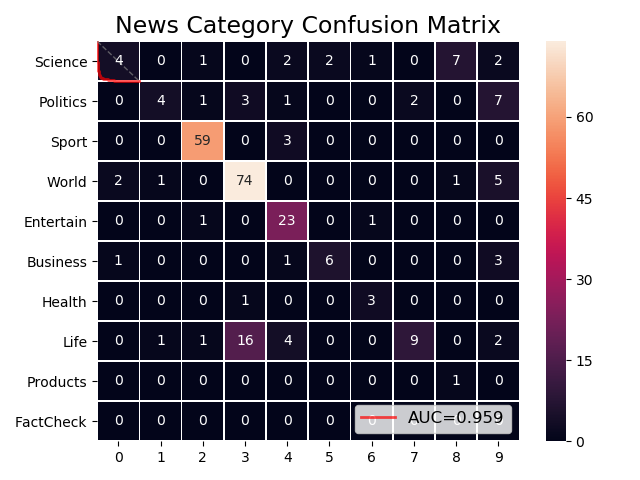 News Category Confusion Matrix
Science 4 0 1 0 2 2 1 0 7 2
Politics 0 4 1 3 1 0 0 2 0 7
Sport 0 0 59 0 3 0 0 0 0 0
World 2 1 0 74 0 0 0 0 1 5
Entertain 0 0 1 0 23 0 1 0 0 0
Business 1 0 0 0 1 6 0 0 0 3
Health 0 0 0 1 0 0 3 0 0 0
Life 0 1 1 16 4 0 0 9 0 2
Products 0 0 0 0 0 0 0 0 1 0
FactCheck 0 0 0 0 0 0 0
AUC=0.959
0 1 2 3 4 5 6 7 8 9
60
45
30
15
0